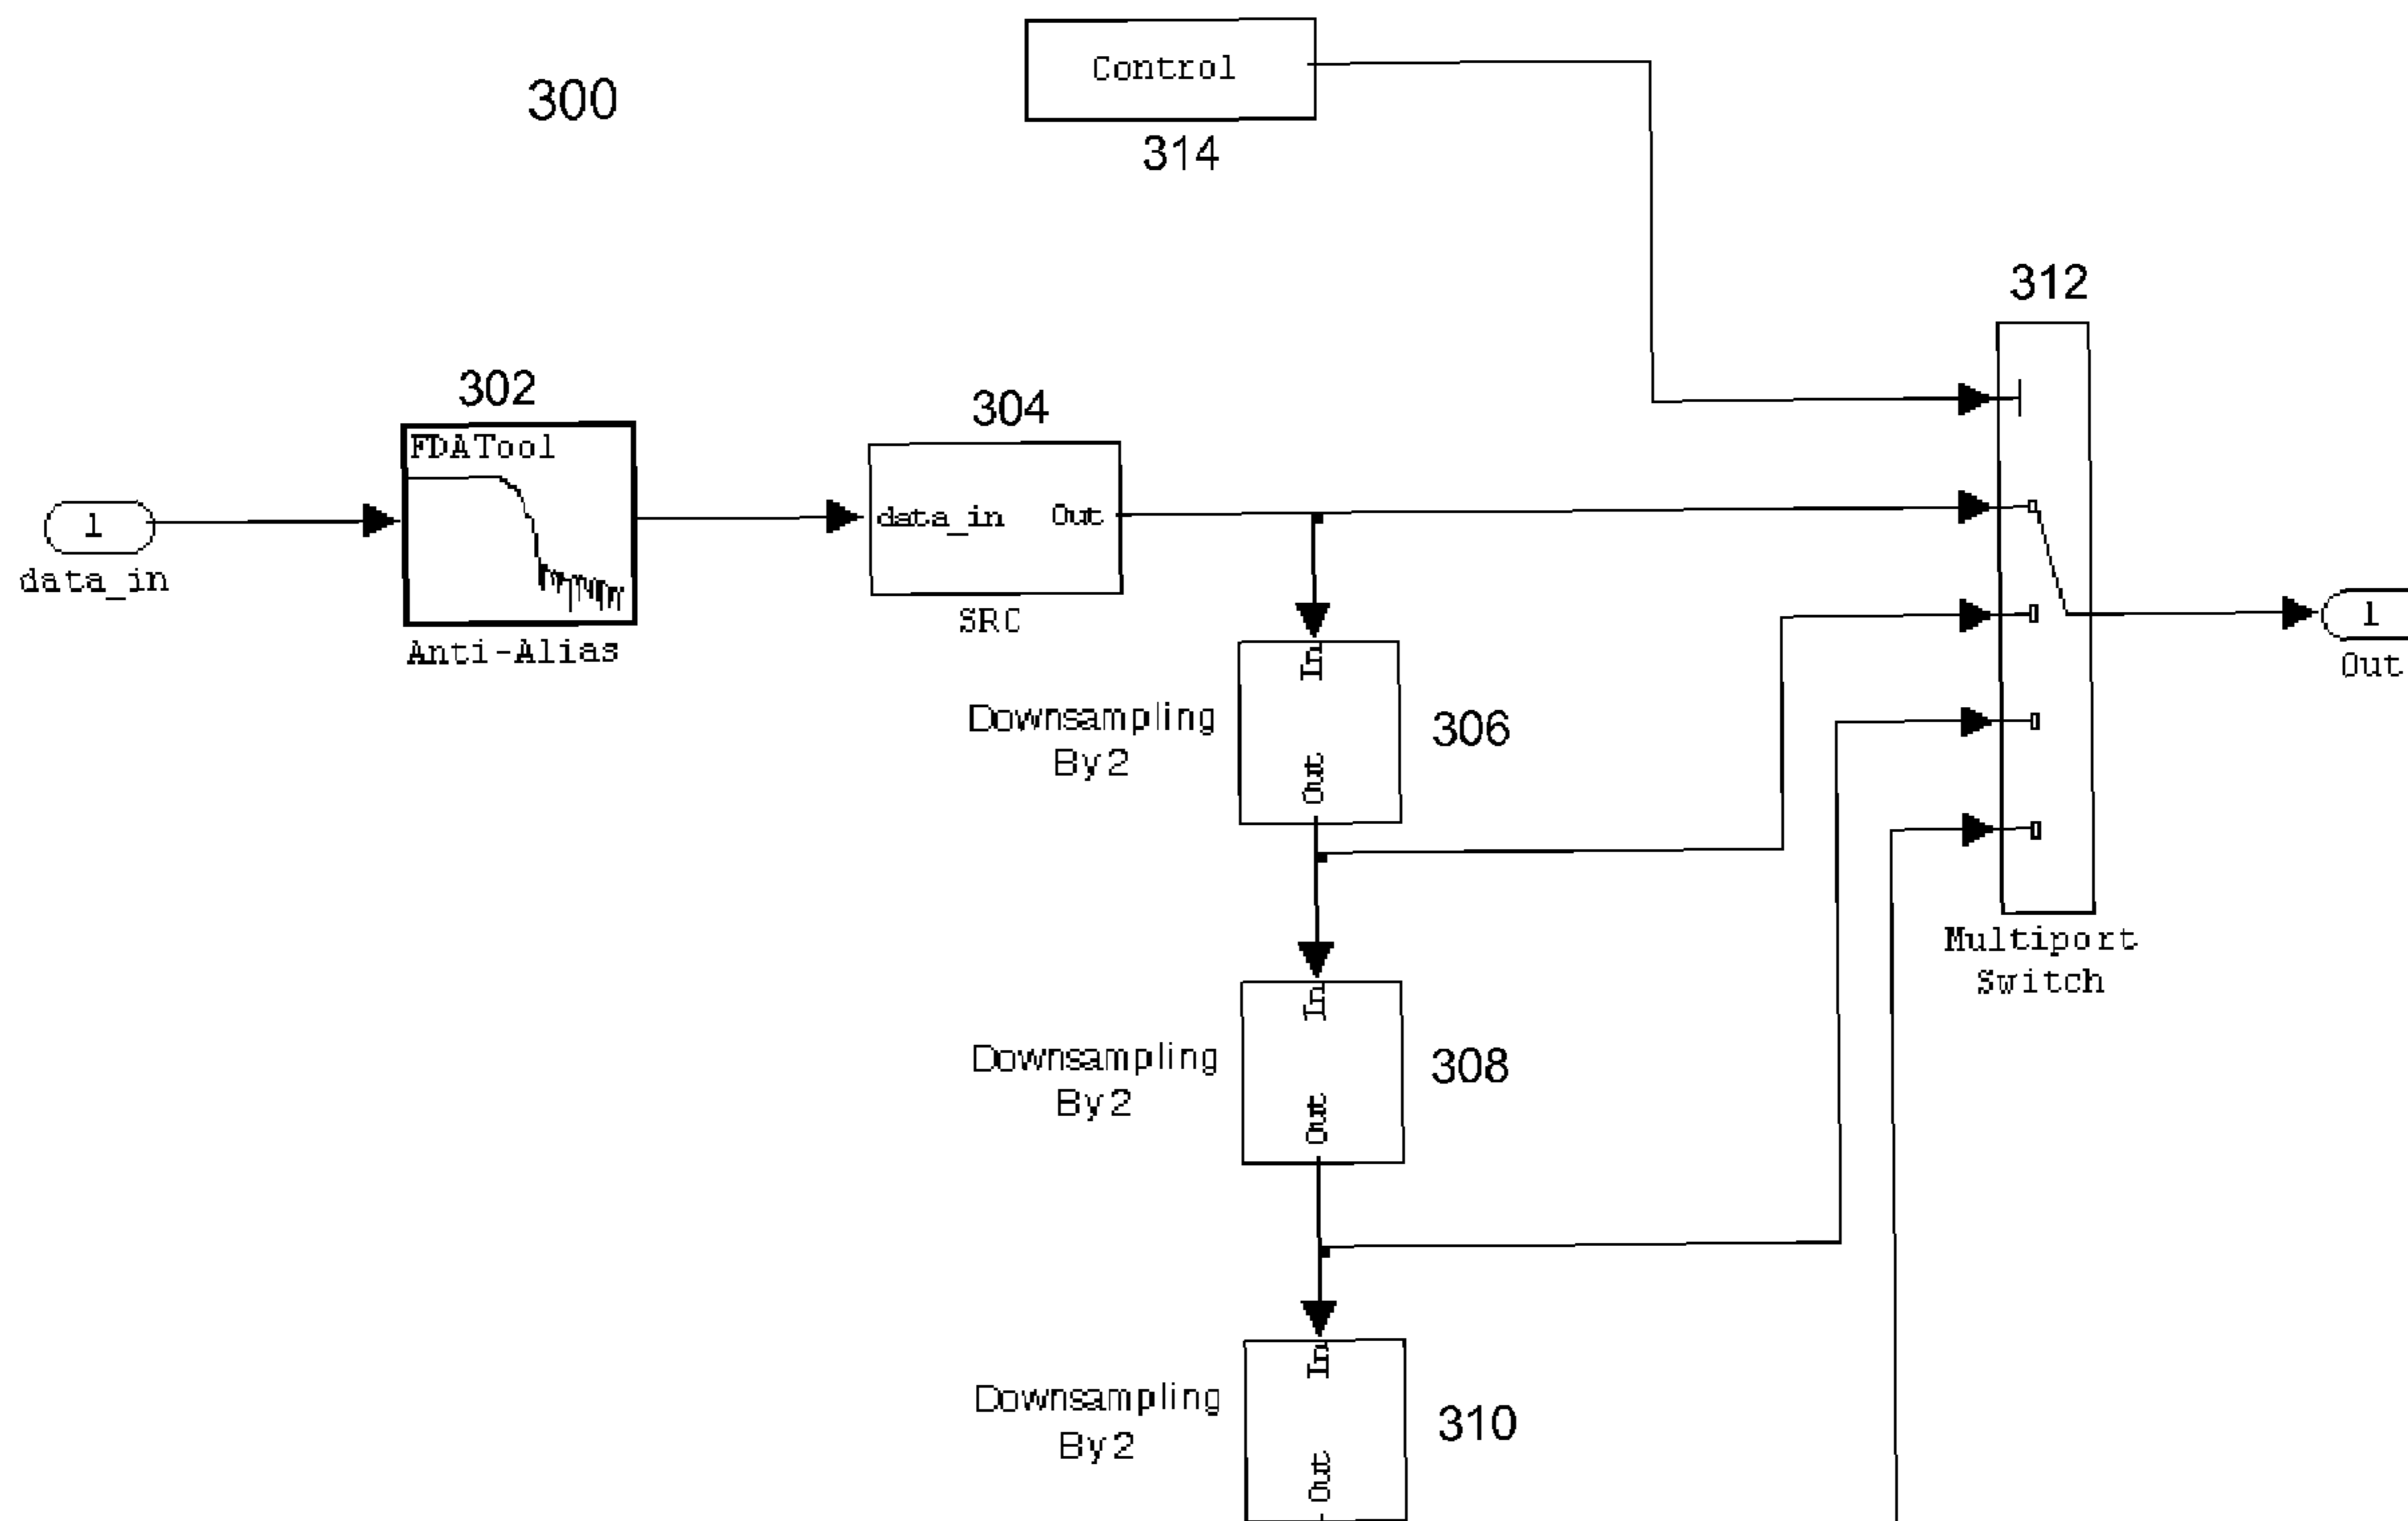 300
Control
314
312
302
FDATool
Anti-Alias
1
data_in
304
data_in
Out
SRC
In
Out
Downsampling
By2
306
In
Out
Downsampling
By2
308
In
Out
Downsampling
By2
310
Multiport
Switch
1
Out